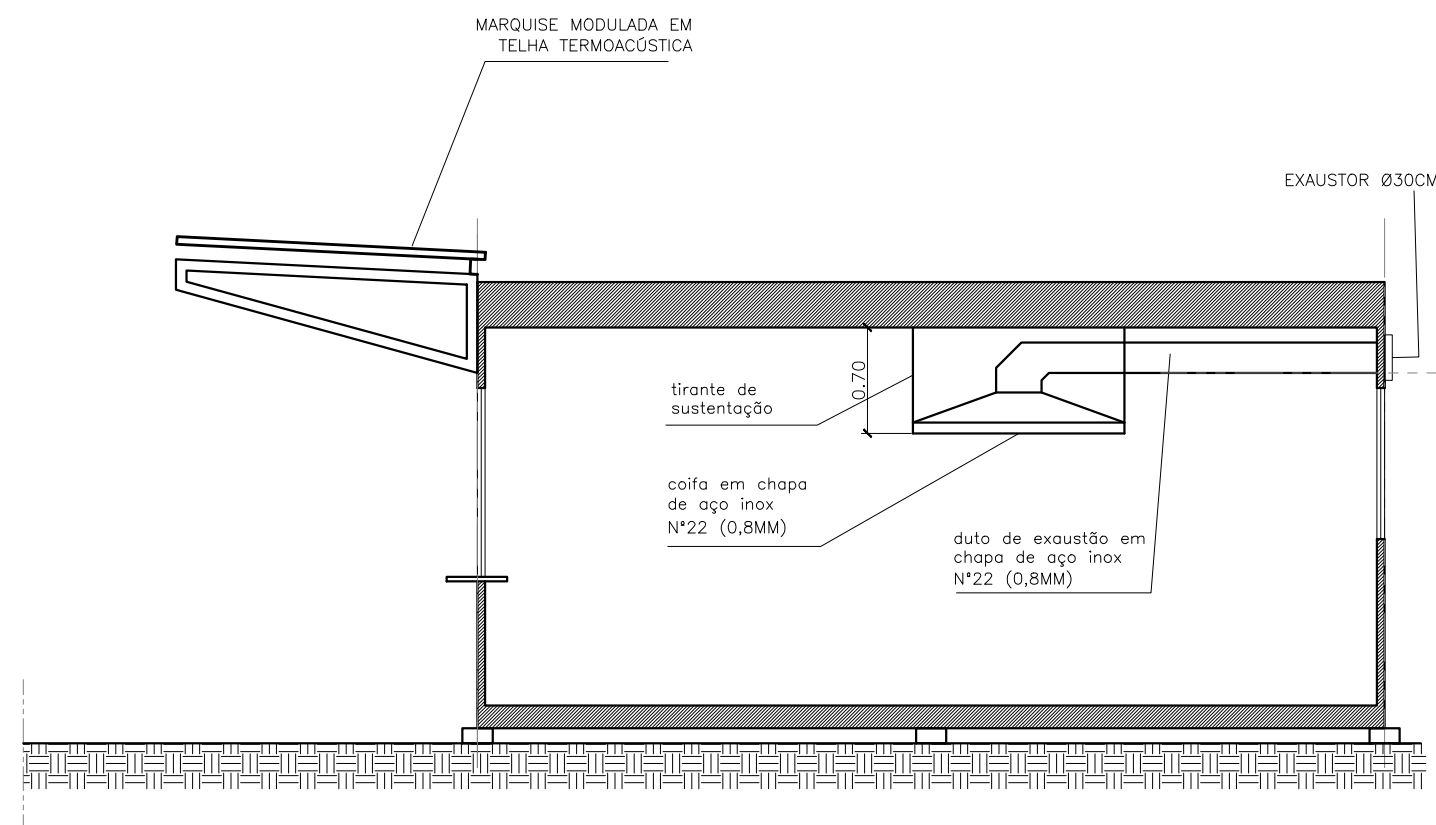 MARQUISE MODULADA EM
TELHA TERMOACÚSTICA
EXAUSTOR Ø30CM
0.70
tirante de
sustentação
coifa em chapa
de aço inox
N°22 (0,8MM)
duto de exaustão em
chapa de aço inox
N°22 (0,8MM)